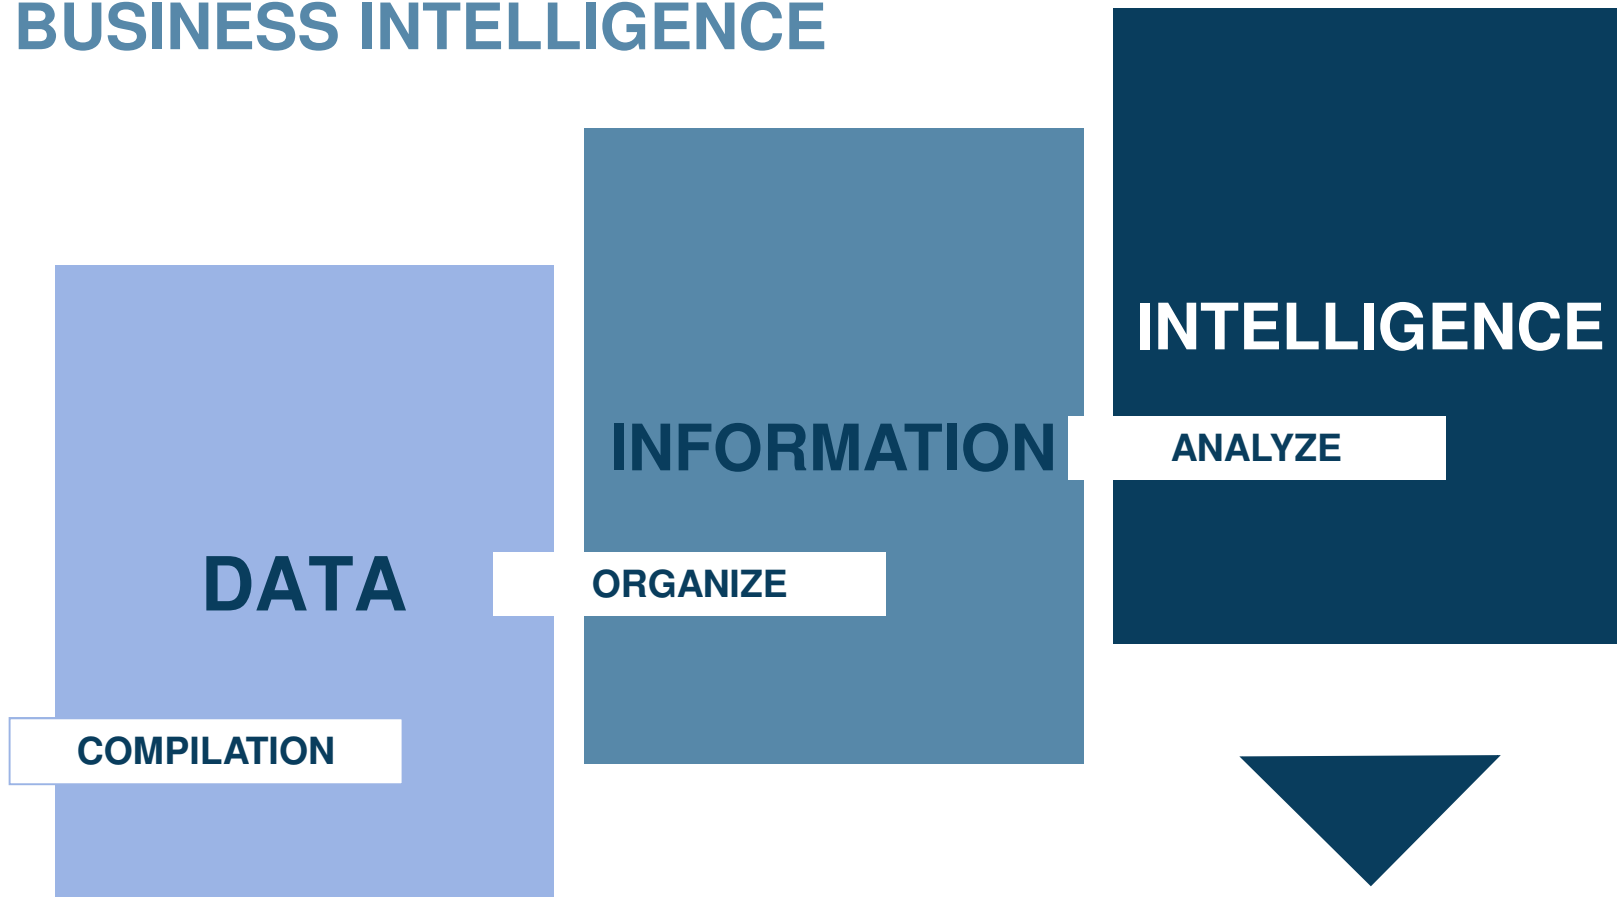 BUSINESS INTELLIGENCE
DATA
COMPILATION
INFORMATION
ORGANIZE
INTELLIGENCE
ANALYZE